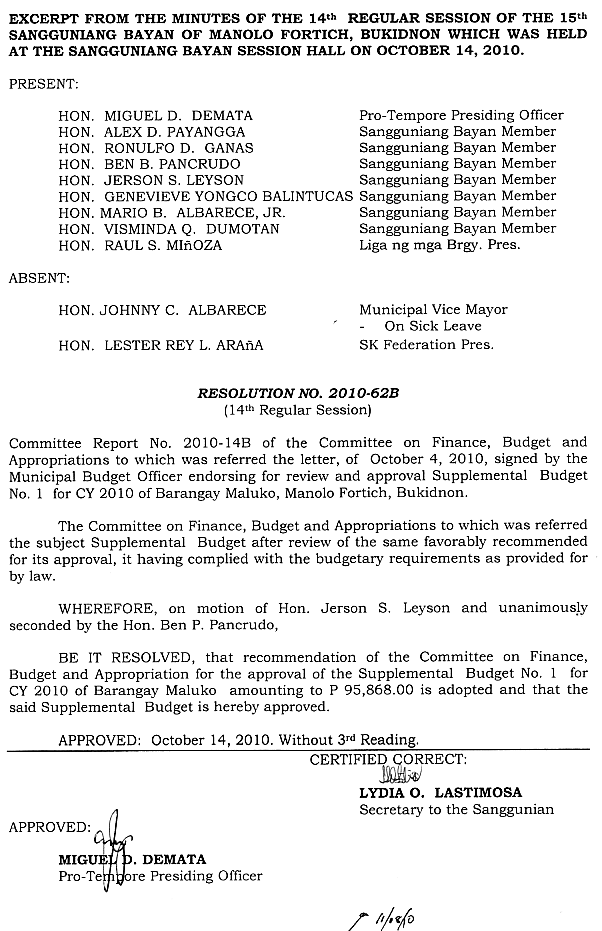 EXCERPT FROM THE MINUTES OF THE 14th REGULAR SESSION OF THE 15th
SANGGUNIANG BAYAN OF MANOLO FORTICH, BUKIDNON WHICH WAS HELD
AT THE SANGGUNIANG BAYAN SESSION HALL ON OCTOBER 14, 2010.
PRESENT:
HON. MIGUEL D. DEMATA Pro-Tempore Presiding Officer
HON. ALEX D. PAYANGGA Sangguniang Bayan Member
HON. RONULFO D. GANAS Sangguniang Bayan Member
HON. BEN B. PANCRUDO Sangguniang Bayan Member
HON. JERSON S. LEYSON Sangguniang Bayan Member
HON. GENEVIEVE YONGCO BALINTUCAS Sangguniang Bayan Member
HON. MARIO B. ALBARECE, JR. Sangguniang Bayan Member
HON. VISMINDA Q. DUMOTAN Sangguniang Bayan Member
HON. RAUL S. MIñOZA Liga ng mga Brgy. Pres.
ABSENT:
HON. JOHNNY C. ALBARECE Municipal Vice Mayor
- On Sick Leave
HON. LESTER REY L. ARAñA SK Federation Pres.
RESOLUTION NO. 2010-62B
(14th Regular Session)
Committee Report No. 2010-14B of the Committee on Finance, Budget and
Appropriations to which was referred the letter, of October 4, 2010, signed by the
Municipal Budget Officer endorsing for review and approval Supplemental Budget
No. 1 for CY 2010 of Barangay Maluko, Manolo Fortich, Bukidnon.
The Committee on Finance, Budget and Appropriations to which was referred
the subject Supplemental Budget after review of the same favorably recommended
for its approval, it having complied with the budgetary requirements as provided for
by law.
WHEREFORE, on motion of Hon. Jerson S. Leyson and unanimously
seconded by the Hon. Ben P. Pancrudo,
BE IT RESOLVED, that recommendation of the Committee on Finance,
Budget and Appropriation for the approval of the Supplemental Budget No. 1 for
CY 2010 of Barangay Maluko amounting to P 95,868.00 is adopted and that the
said Supplemental Budget is hereby approved.
APPROVED: October 14, 2010. Without 3rd Reading.
CERTIFIED CORRECT:
LYDIA O. LASTIMOSA
Secretary to the Sanggunian
APPROVED:
MIGUEL D. DEMATA
Pro-Tempore Presiding Officer